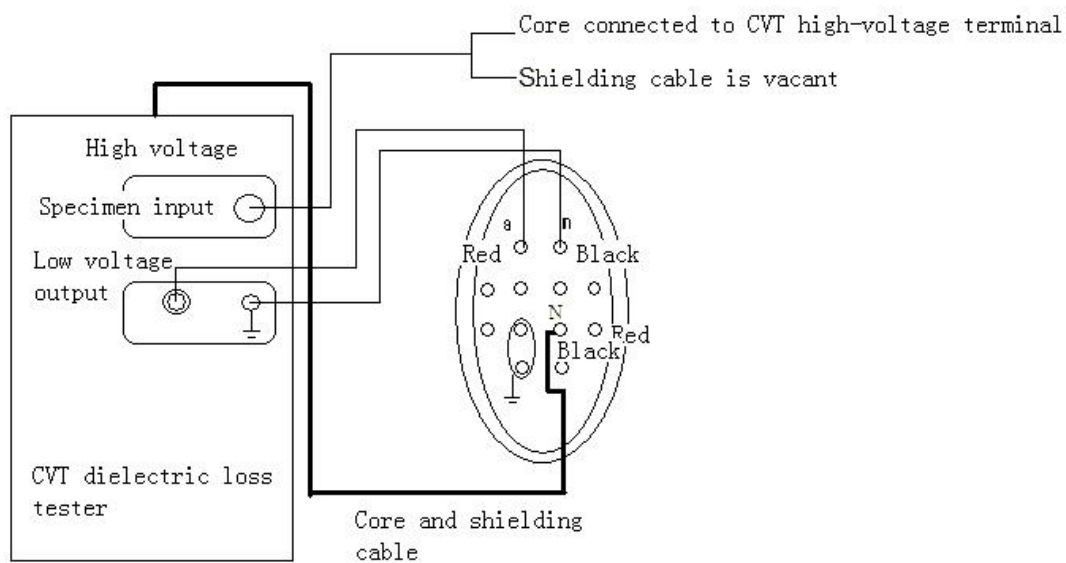 Core connected to CVT high-voltage terminal
Shielding cable is vacant
High voltage
Specimen input
Low voltage
output
a n
Red Black
N
Red
Black
CVT dielectric loss
tester
Core and shielding
cable